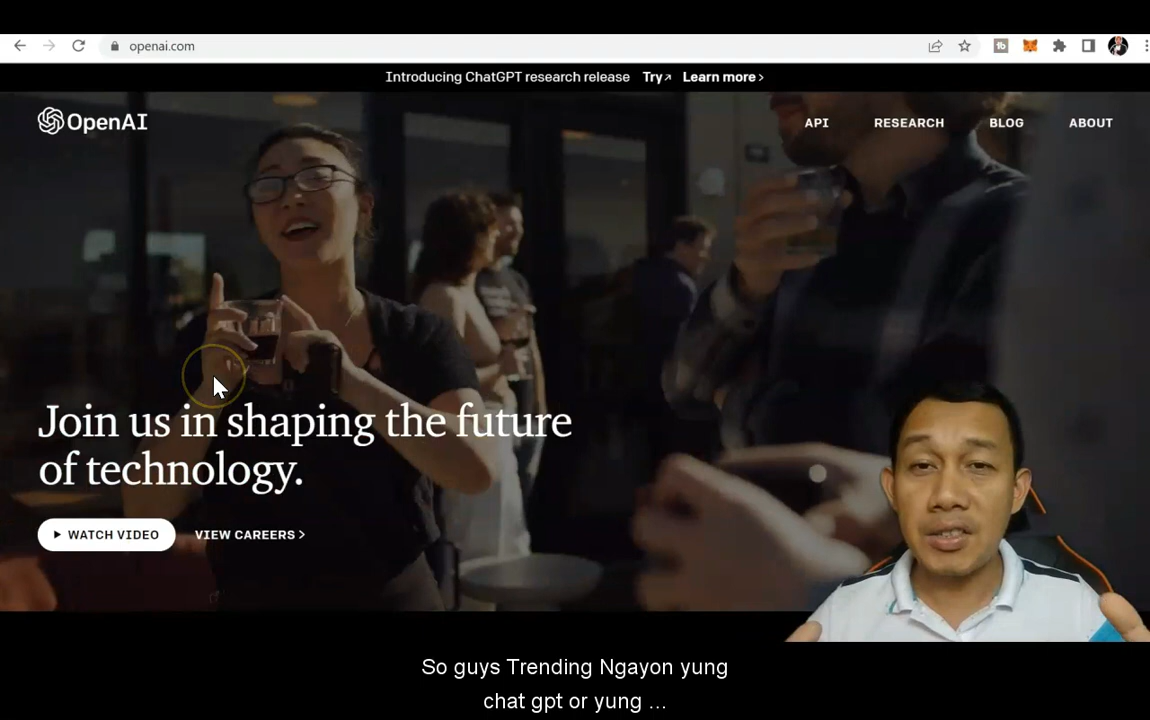 openai.com
Introducing ChatGPT research release Try↗ Learn more >
OpenAI
API RESEARCH BLOG ABOUT
Join us in shaping the future
of technology.
WATCH VIDEO VIEW CAREERS >
So guys Trending Ngayon yung
chat gpt or yung ...